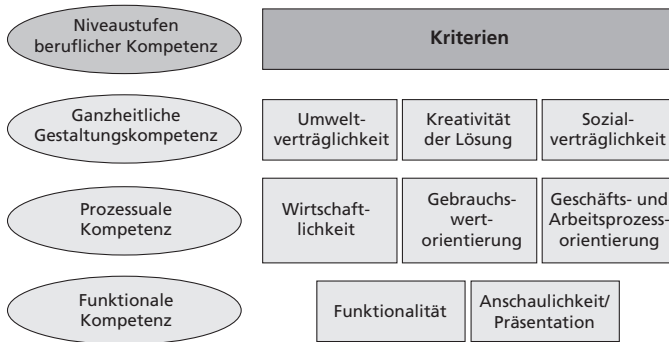 Niveaustufen
beruflicher Kompetenz
Kriterien
Ganzheitliche
Gestaltungskompetenz
Umwelt-
verträglichkeit
Kreativität
der Lösung
Sozial-
verträglichkeit
Prozessuale
Kompetenz
Wirtschaft-
lichkeit
Gebrauchs-
wert-
orientierung
Geschäfts- und
Arbeitsprozess-
orientierung
Funktionale
Kompetenz
Funktionalität
Anschaulichkeit/
Präsentation